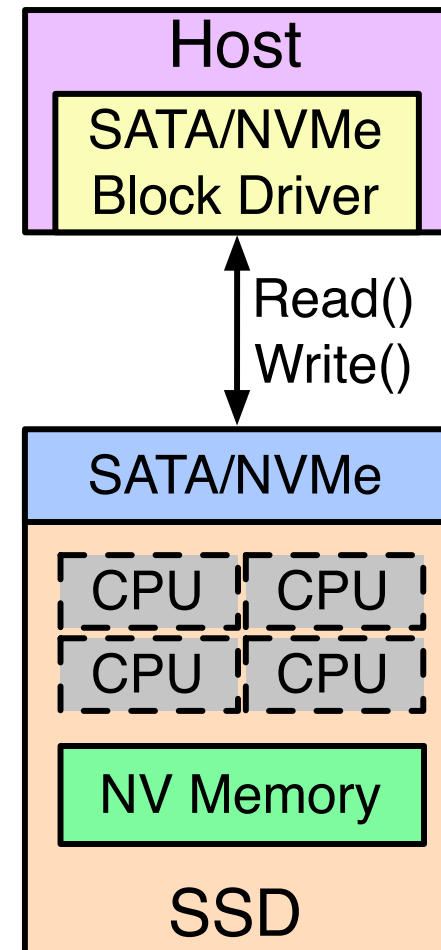 Host
SATA/NVMe
Block Driver
Read()
Write()
SATA/NVMe
CPU CPU
CPU CPU
NV Memory
SSD